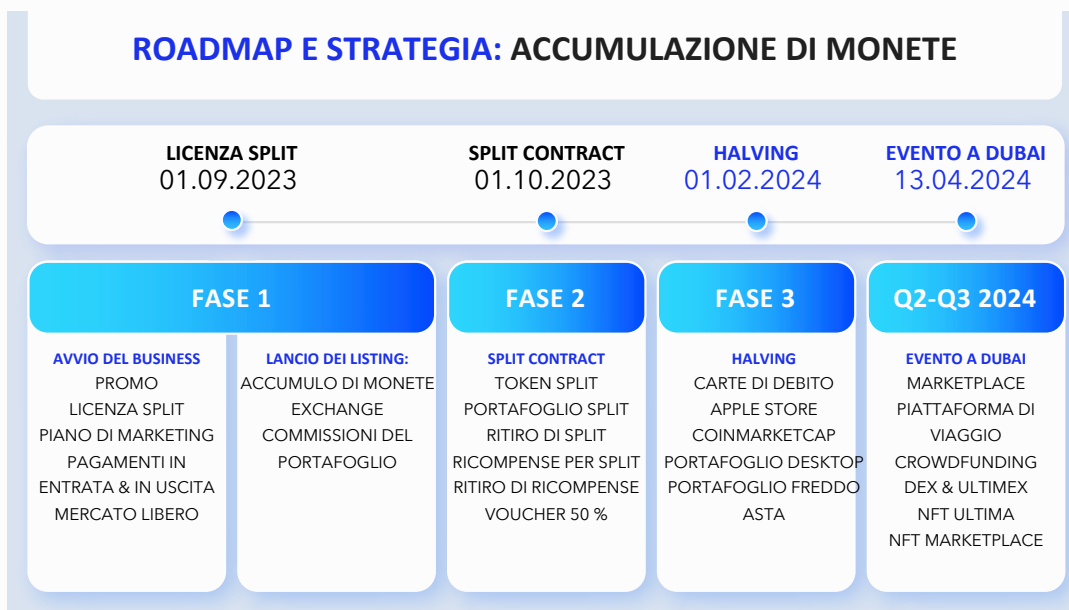 ROADMAP E STRATEGIA: ACCUMULAZIONE DI MONETE
LICENZA SPLIT
01.09.2023
SPLIT CONTRACT
01.10.2023
HALVING
01.02.2024
EVENTO A DUBAI
13.04.2024
FASE 1
FASE 2
FASE 3
Q2-Q3 2024
AVVIO DEL BUSINESS
PROMO
LICENZA SPLIT
PIANO DI MARKETING
PAGAMENTI IN
ENTRATA & IN USCITA
MERCATO LIBERO
LANCIO DEI LISTING:
ACCUMULO DI MONETE
EXCHANGE
COMMISSIONI DEL
PORTAFOGLIO
SPLIT CONTRACT
TOKEN SPLIT
PORTAFOGLIO SPLIT
RITIRO DI SPLIT
RICOMPENSE PER SPLIT
RITIRO DI RICOMPENSE
VOUCHER 50 %
HALVING
CARTE DI DEBITO
APPLE STORE
COINMARKETCAP
PORTAFOGLIO DESKTOP
PORTAFOGLIO FREDDO
ASTA
EVENTO A DUBAI
MARKETPLACE
PIATTAFORMA DI
VIAGGIO
CROWDFUNDING
DEX & ULTIMEX
NFT ULTIMA
NFT MARKETPLACE